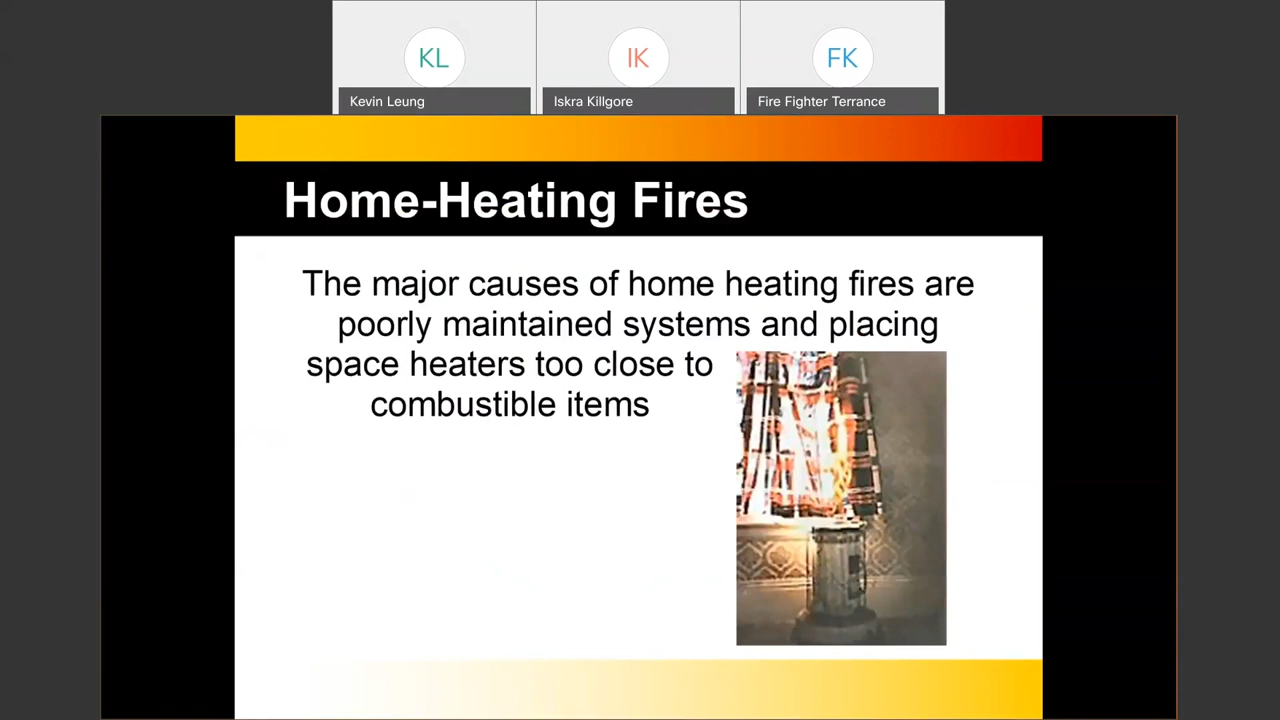 KL
IK
FK
Kevin Leung
Iskra Killgore
Fire Fighter Terrance
Home-Heating Fires
The major causes of home heating fires are
poorly maintained systems and placing
space heaters too close to
combustible items